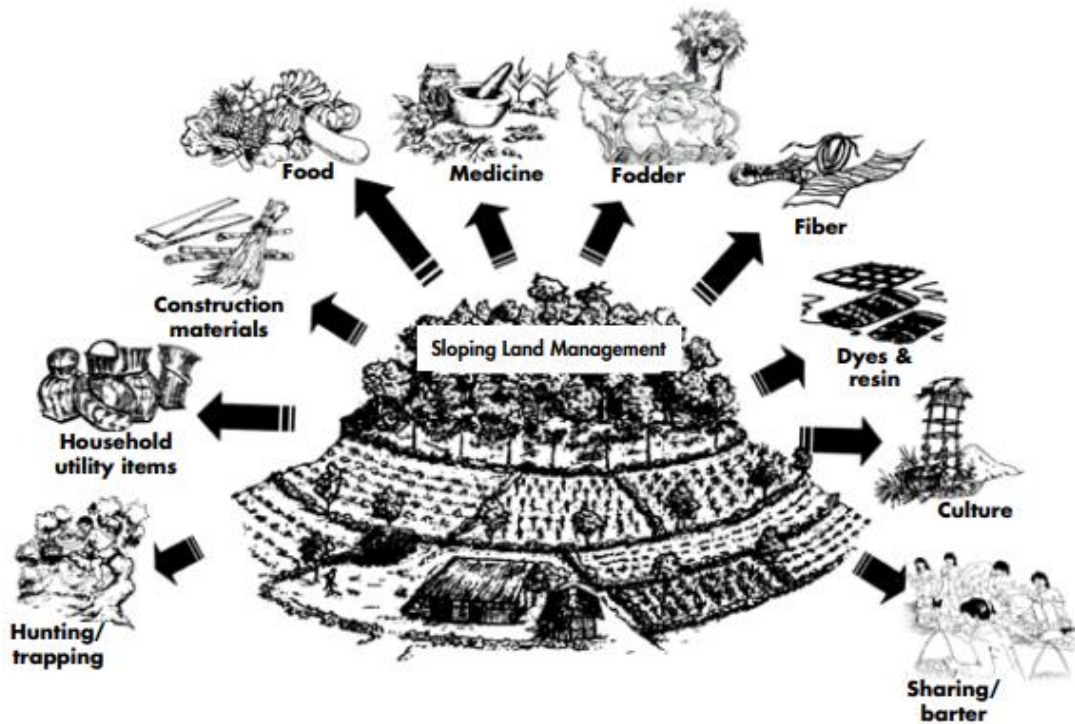 Food
Medicine
Fodder
Fiber
Construction
materials
Sloping Land Management
Dyes &
resin
Household
utility items
Culture
Hunting/
trapping
Sharing/
barter